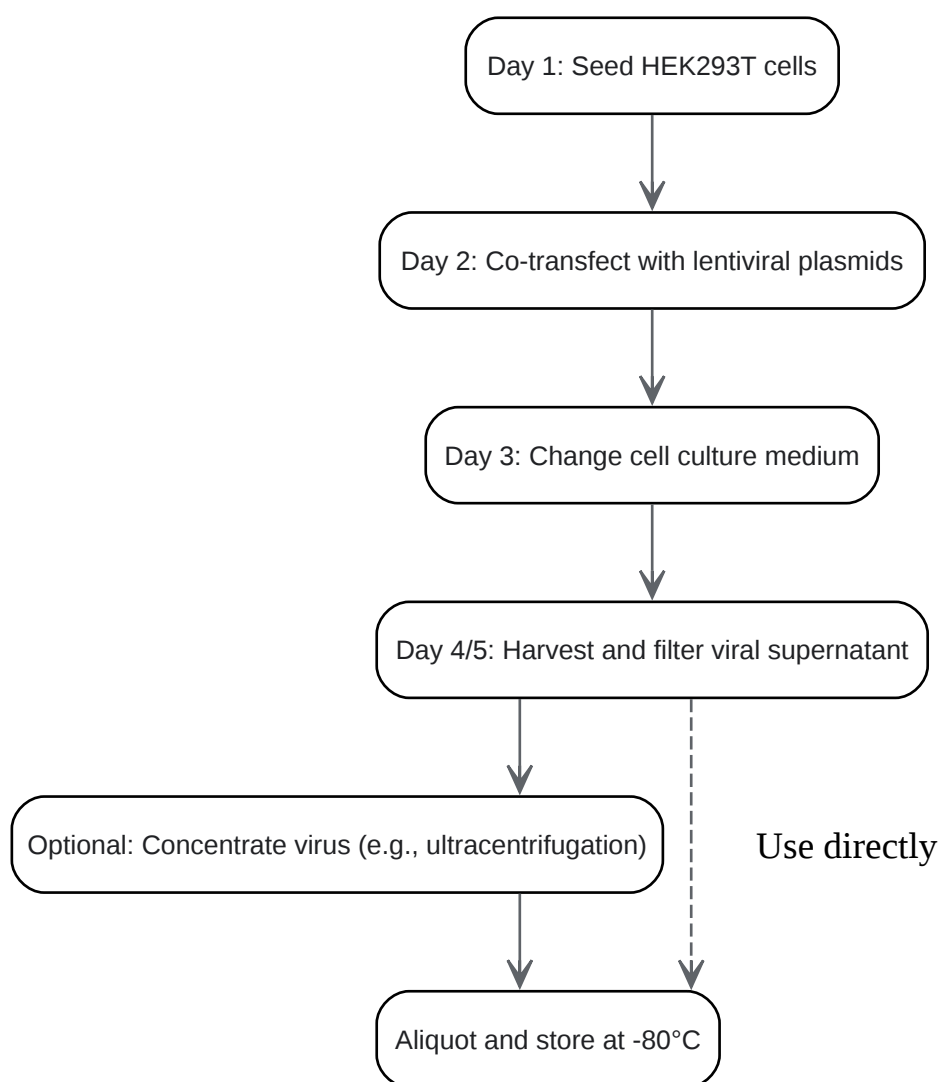 Day 1: Seed HEK293T cells
Day 2: Co-transfect with lentiviral plasmids
Day 3: Change cell culture medium
Day 4/5: Harvest and filter viral supernatant
Optional: Concentrate virus (e.g., ultracentrifugation)
Use directly
Aliquot and store at -80°C